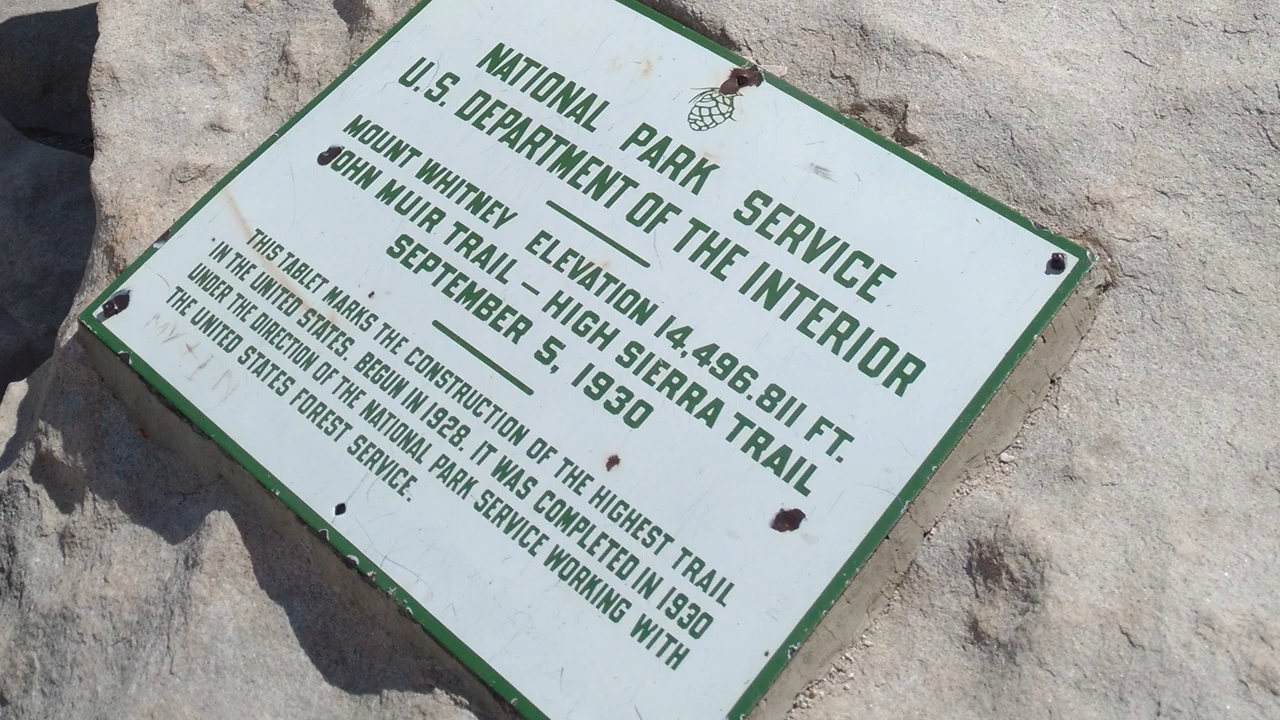 NATIONAL PARK SERVICE
U.S. DEPARTMENT OF THE INTERIOR
MOUNT WHITNEY ELEVATION 14,496.811 FT.
JOHN MUIR TRAIL – HIGH SIERRA TRAIL
SEPTEMBER 5, 1930
THIS TABLET MARKS THE CONSTRUCTION OF THE HIGHEST TRAIL
IN THE UNITED STATES. BEGUN IN 1928. IT WAS COMPLETED IN 1930
UNDER THE DIRECTION OF THE NATIONAL PARK SERVICE WORKING WITH
THE UNITED STATES FOREST SERVICE.